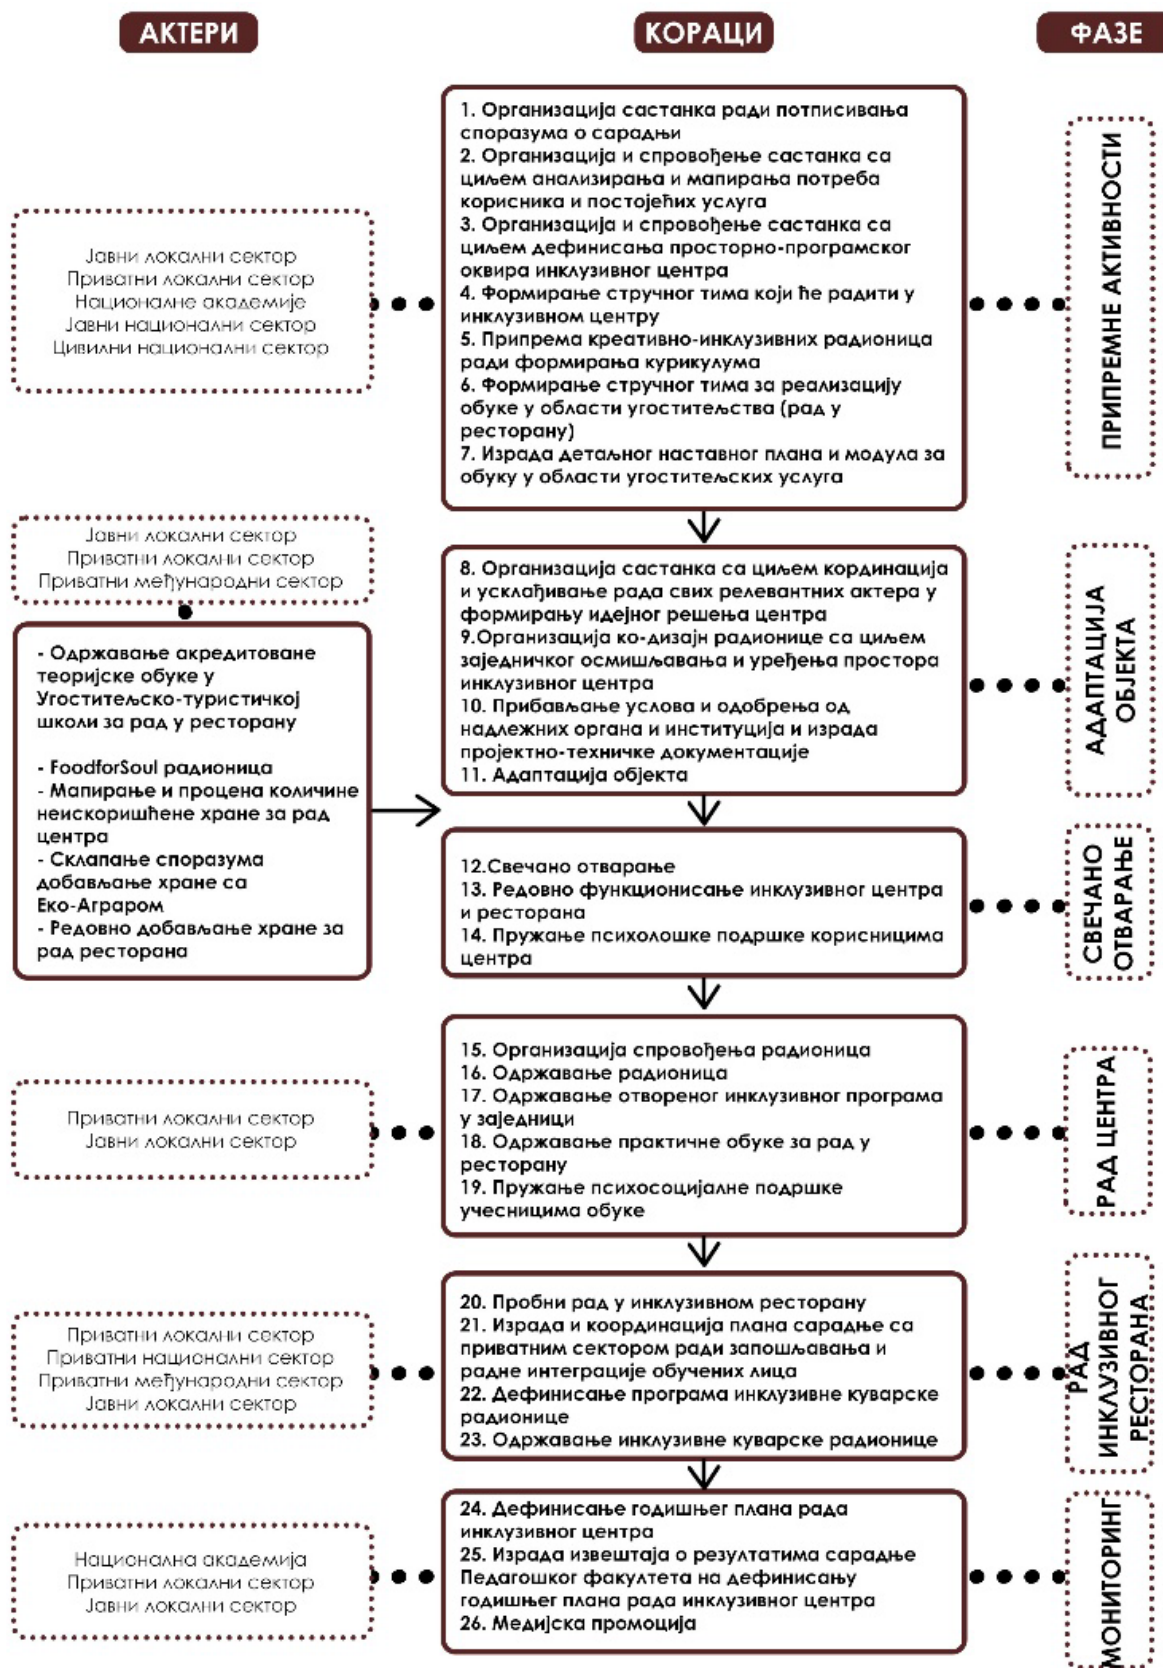 АКТЕРИ
КОРАЦИ
ФАЗЕ
Јавни локални сектор
Приватни локални сектор
Националне академије
Јавни национални сектор
Цивилни национални сектор
1. Организација састанка ради потписивања
споразума о сарадњи
2. Организација и спровођење састанка са
циљем анализирања и мапирања потреба
корисника и постојећих услуга
3. Организација и спровођење састанка са
циљем дефинисања просторно-програмског
оквира инклузивног центра
4. Формирање стручног тима који ће радити у
инклузивном центру
5. Припрема креативно-инклузивних радионица
ради формирања курикулума
6. Формирање стручног тима за реализацију
обуке у области угоститељства (рад у
ресторану)
7. Израда детаљног наставног плана и модула за
обуку у области угоститељских услуга
ПРИПРЕМНЕ АКТИВНОСТИ
Јавни локални сектор
Приватни локални сектор
Приватни међународни сектор
- Одржавање акредитоване
теоријске обуке у
Угоститељско-туристичкој
школи за рад у ресторану
- FoodforSoul радионица
- Мапирање и процена количине
неискоришћене хране за рад
центра
- Склапање споразума
добављање хране са
Еко-Аграром
- Редовно добављање хране за
рад ресторана
8. Организација састанка са циљем кординација
и усклађивање рада свих релевантних актера у
формирању идејног решења центра
9.Организација ко-дизајн радионице са циљем
заједничког осмишљавања и уређења простора
инклузивног центра
10. Прибављање услова и одобрења од
надлежних органа и институција и израда
пројектно-техничке документације
11. Адаптација објекта
АДАПТАЦИЈА
ОБЈЕКТА
12.Свечано отварање
13. Редовно функционисање инклузивног центра
и ресторана
14. Пружање психолошке подршке корисницима
центра
СВЕЧАНО
ОТВАРАЊЕ
Приватни локални сектор
Јавни локални сектор
15. Организација спровођења радионица
16. Одржавање радионица
17. Одржавање отвореног инклузивног програма
у заједници
18. Одржавање практичне обуке за рад у
ресторану
19. Пружање психосоцијалне подршке
учесницима обуке
РАД ЦЕНТРА
Приватни локални сектор
Приватни национални сектор
Приватни међународни сектор
Јавни локални сектор
20. Пробни рад у инклузивном ресторану
21. Израда и координација плана сарадње са
приватним сектором ради запошљавања и
радне интеграције обучених лица
22. Дефинисање програма инклузивне куварске
радионице
23. Одржавање инклузивне куварске радионице
РАД
ИНКЛУЗИВНОГ
РЕСТОРАНА
Национална академија
Приватни локални сектор
Јавни локални сектор
24. Дефинисање годишњег плана рада
инклузивног центра
25. Израда извештаја о резултатима сарадње
Педагошког факултета на дефинисању
годишњег плана рада инклузивног центра
26. Медијска промоција
МОНИТОРИНГ